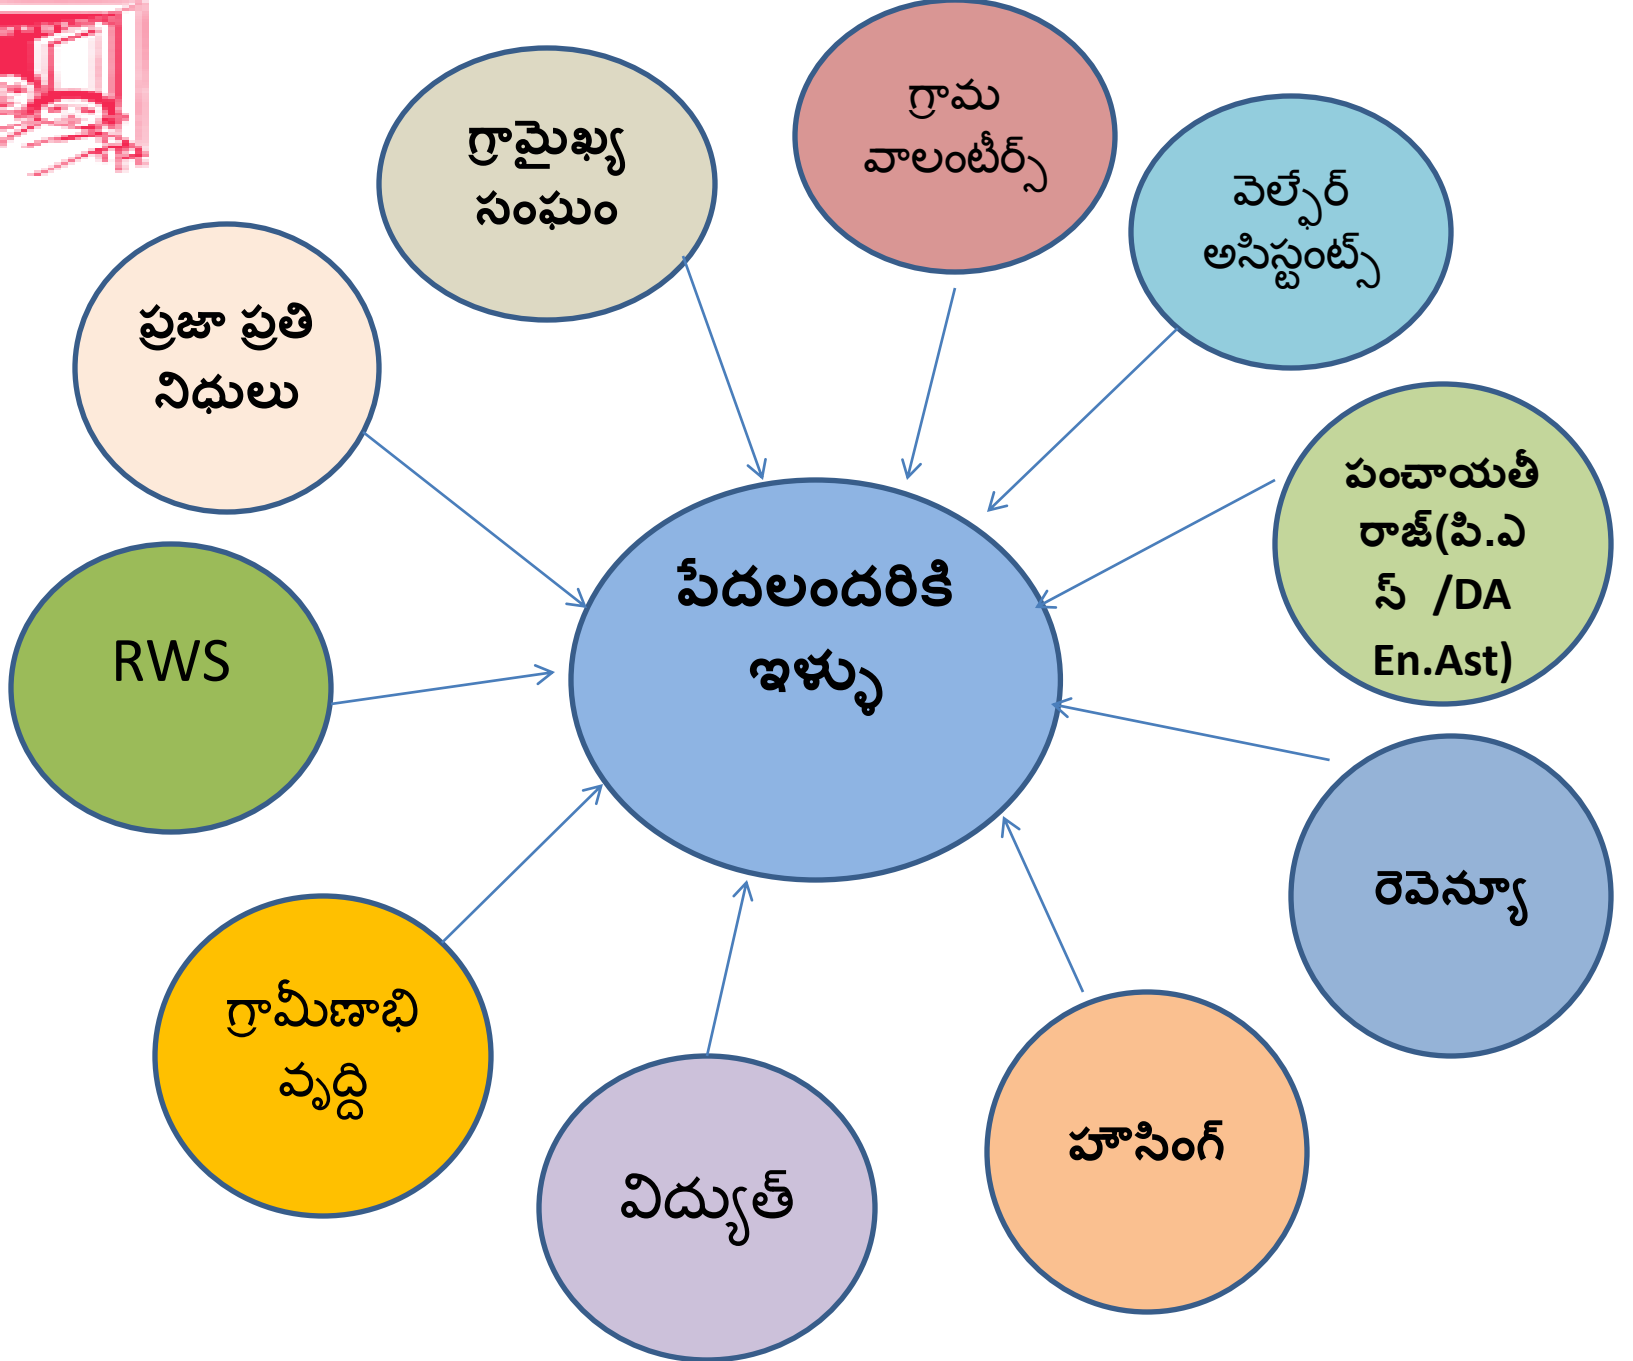 గ్రామ
వాలంటీర్స్
గ్రామైఖ్య
సంఘం
వెల్ఫేర్
అసిస్టంట్స్
ప్రజా ప్రతి
నిధులు
పంచాయతీ
రాజ్(పి.ఎ
స్ /DA
En.Ast)
పేదలందరికి
ఇళ్ళు
RWS
రెవెన్యూ
గ్రామీణాభి
వృద్ది
హౌసింగ్
విద్యుత్